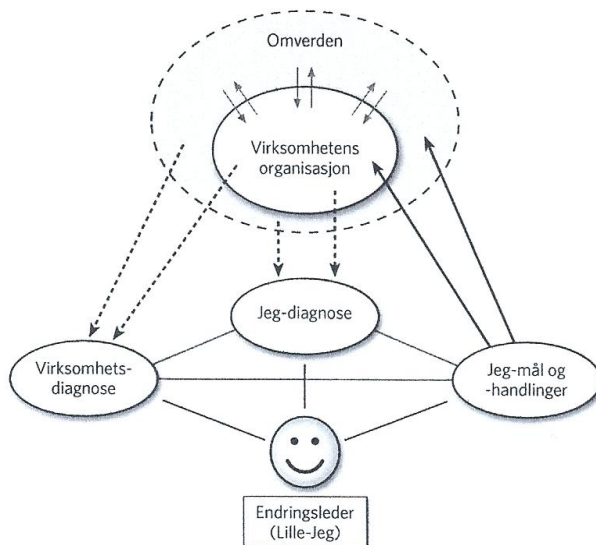 Omverden
Virksomhetens
organisasjon
Jeg-diagnose
Virksomhets-
diagnose
Jeg-mål og
-handlinger
Endringsleder
(Lille-Jeg)